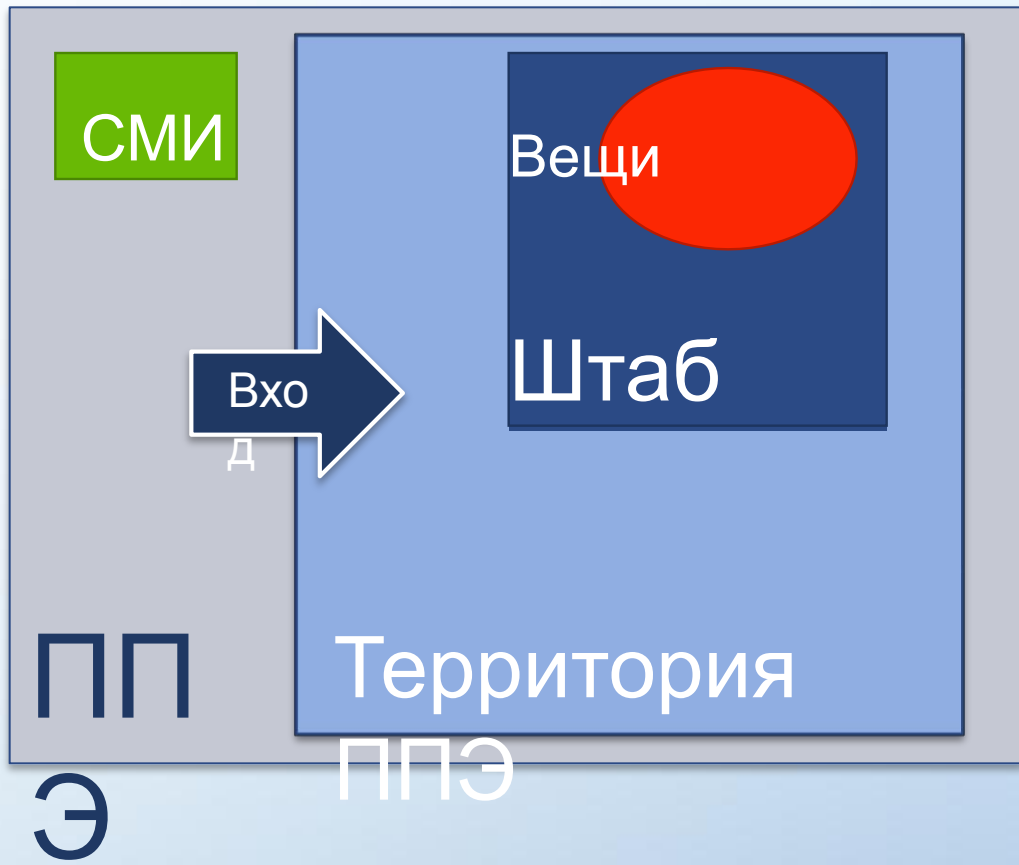 СМИ
Вещи
Штаб
Вхо
д
Территория
ППЭ
ПП
Э